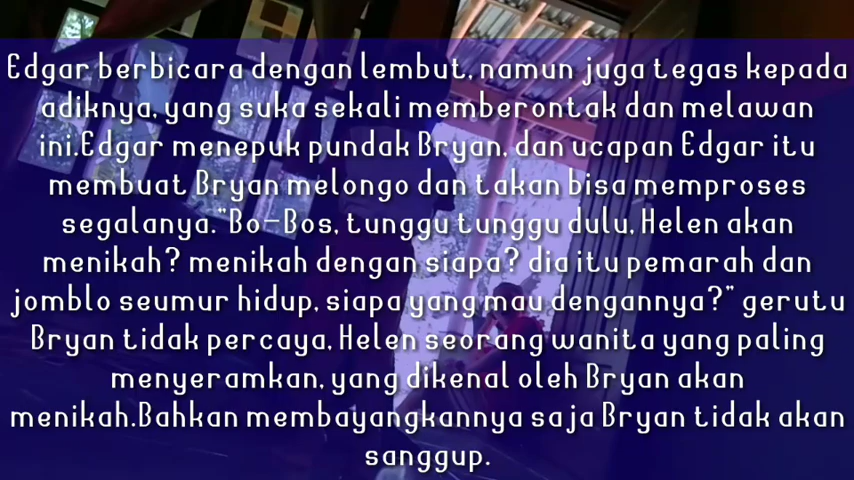 Edgar berbicara dengan lembut, namun juga tegas kepada
adiknya, yang suka sekali memberontak dan melawan
ini.Edgar menepuk pundak Bryan, dan ucapan Edgar itu
membuat Bryan melongo dan takan bisa memproses
segalanya."Bo-Bos, tunggu tunggu dulu, Helen akan
menikah? menikah dengan siapa? dia itu pemarah dan
jomblo seumur hidup, siapa yang mau dengannya?" gerutu
Bryan tidak percaya, Helen seorang wanita yang paling
menyeramkan, yang dikenal oleh Bryan akan
menikah.Bahkan membayangkannya saja Bryan tidak akan
sanggup.